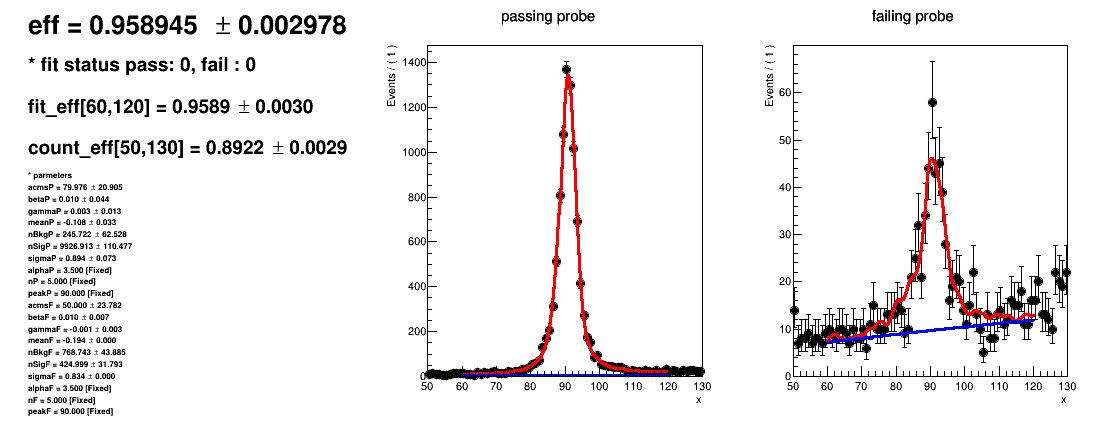 eff = 0.958945 ± 0.002978
* fit status pass: 0, fail : 0
fit_eff[60,120] = 0.9589 ± 0.0030
count_eff[50,130] = 0.8922 ± 0.0029
* parmeters
acmsP = 79.976 ± 20.905
betaP = 0.010 ± 0.044
gammaP = 0.003 ± 0.013
meanP = -0.108 ± 0.033
nBkgP = 245.722 ± 62.528
nSigP = 9926.913 ± 110.477
sigmaP = 0.894 ± 0.073
alphaP = 3.500 [Fixed]
nP = 5.000 [Fixed]
peakP = 90.000 [Fixed]
acmsF = 50.000 ± 23.782
betaF = 0.010 ± 0.007
gammaF = -0.001 ± 0.003
meanF = -0.194 ± 0.000
nBkgF = 768.743 ± 43.885
nSigF = 424.999 ± 31.793
sigmaF = 0.834 ± 0.000
alphaF = 3.500 [Fixed]
nF = 5.000 [Fixed]
peakF = 90.000 [Fixed]
passing probe
Events / ( 1 )
1400
1200
1000
800
600
400
200
0
50 60 70 80 90 100 110 120 130
x
failing probe
Events / ( 1 )
60
50
40
30
20
10
0
50 60 70 80 90 100 110 120 130
x